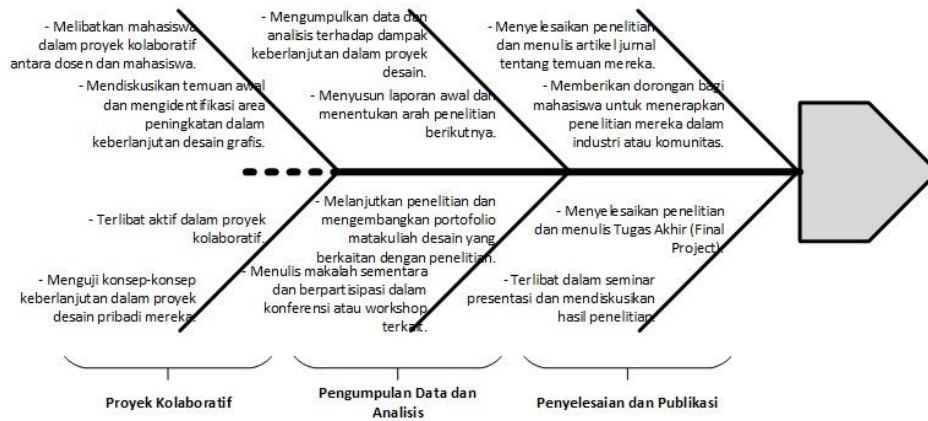 - Melibatkan mahasiswa
dalam proyek kolaboratif
antara dosen dan mahasiswa.
- Mendiskusikan temuan awal
dan mengidentifikasi area
peningkatan dalam
keberlanjutan desain grafis.
- Mengumpulkan data dan
analisis terhadap dampak
keberlanjutan dalam proyek
desain.
- Menyusun laporan awal dan
menentukan arah penelitian
berikutnya.
- Menyelesaikan penelitian
dan menulis artikel jurnal
tentang temuan mereka.
- Memberikan dorongan bagi
mahasiswa untuk menerapkan
penelitian mereka dalam
industri atau komunitas.
- Terlibat aktif dalam proyek
kolaboratif.
- Menguji konsep-konsep
keberlanjutan dalam proyek
desain pribadi mereka.
- Melanjutkan penelitian dan
mengembangkan portofolio
matakuliah desain yang
berkaitan dengan penelitian.
- Menulis makalah sementara
dan berpartisipasi dalam
konferensi atau workshop
terkait.
- Menyelesaikan penelitian
dan menulis Tugas Akhir (Final
Project).
- Terlibat dalam seminar
presentasi dan mendiskusikan
hasil penelitian.
Proyek Kolaboratif
Pengumpulan Data dan
Analisis
Penyelesaian dan Publikasi